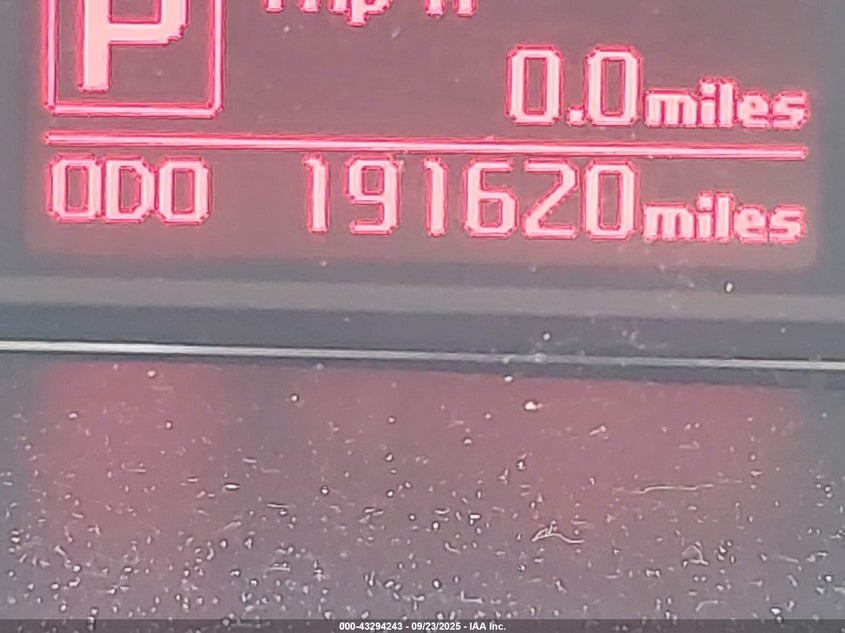 P
0.0miles
ODO 191620miles
000-43294243 - 09/23/2025 - IAA Inc.